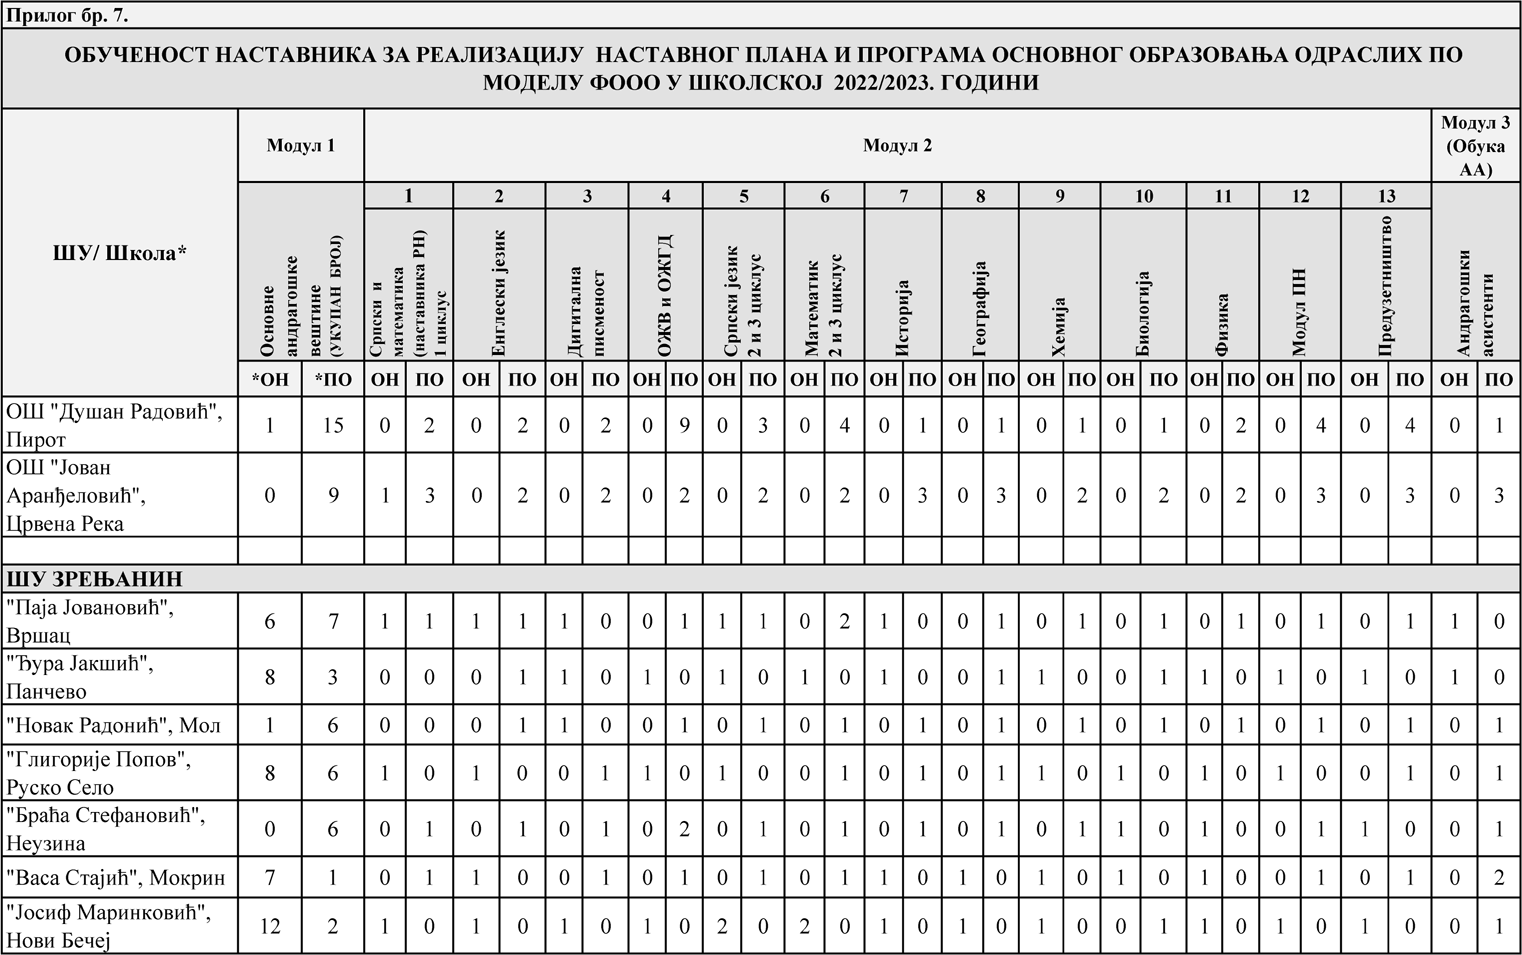 Прилог бр. 7.
ОБУЧЕНОСТ НАСТАВНИКА ЗА РЕАЛИЗАЦИЈУ НАСТАВНОГ ПЛАНА И ПРОГРАМА ОСНОВНОГ ОБРАЗОВАЊА ОДРАСЛИХ ПО
МОДЕЛУ ФООО У ШКОЛСКОЈ 2022/2023. ГОДИНИ
ШУ/ Школа*
Модул 1
Модул 2
Модул 3
(Обука
АА)
1 2 3 4 5 6 7 8 9 10 11 12 13
Основне
андрагошке
вештине
(УКУПАН БРОЈ)
Српски и
математика
(наставника РН)
1 циклус
Енглески језик
Дигитална
писменост
ОЖВ и ОЖГД
Српски језик
2 и 3 циклус
Математик
2 и 3 циклус
Историја
Географија
Хемија
Биологија
Физика
Модул ПН
Предузетништво
Андрагошки
асистенти
*ОН *ПО ОН ПО ОН ПО ОН ПО ОН ПО ОН ПО ОН ПО ОН ПО ОН ПО ОН ПО ОН ПО ОН ПО ОН ПО ОН ПО ОН ПО
ОШ "Душан Радовић",
Пирот
1 15 0 2 0 2 0 2 0 9 0 3 0 4 0 1 0 1 0 1 0 1 0 2 0 4 0 4 0 1
ОШ "Јован
Аранђеловић",
Црвена Река
0 9 1 3 0 2 0 2 0 2 0 2 0 2 0 3 0 3 0 2 0 2 0 2 0 3 0 3 0 3
ШУ ЗРЕЊАНИН
"Паја Јовановић",
Вршац
6 7 1 1 1 1 1 0 0 1 1 1 0 2 1 0 0 1 0 1 0 1 0 1 0 1 0 1 1 0
"Ђура Јакшић",
Панчево
8 3 0 0 0 1 1 0 1 0 1 0 1 0 1 0 0 1 1 0 0 1 1 0 1 0 1 0 1 0
"Новак Радонић", Мол
1 6 0 0 0 1 1 0 0 1 0 1 0 1 0 1 0 1 0 1 0 1 0 1 0 1 0 1 0 1
"Глигорије Попов",
Руско Село
8 6 1 0 1 0 0 1 1 0 1 0 0 1 0 1 0 1 1 0 1 0 1 0 1 0 0 1 0 1
"Браћа Стефановић",
Неузина
0 6 0 1 0 1 0 1 0 2 0 1 0 1 0 1 0 1 0 1 1 0 1 0 0 1 1 0 0 1
"Васа Стајић", Мокрин
7 1 0 1 1 0 0 1 0 1 0 1 0 1 1 0 1 0 1 0 1 0 1 0 0 1 0 1 0 2
"Јосиф Маринковић",
Нови Бечеј
12 2 1 0 1 0 1 0 1 0 2 0 2 0 1 0 1 0 1 0 0 1 1 0 1 0 1 0 0 1